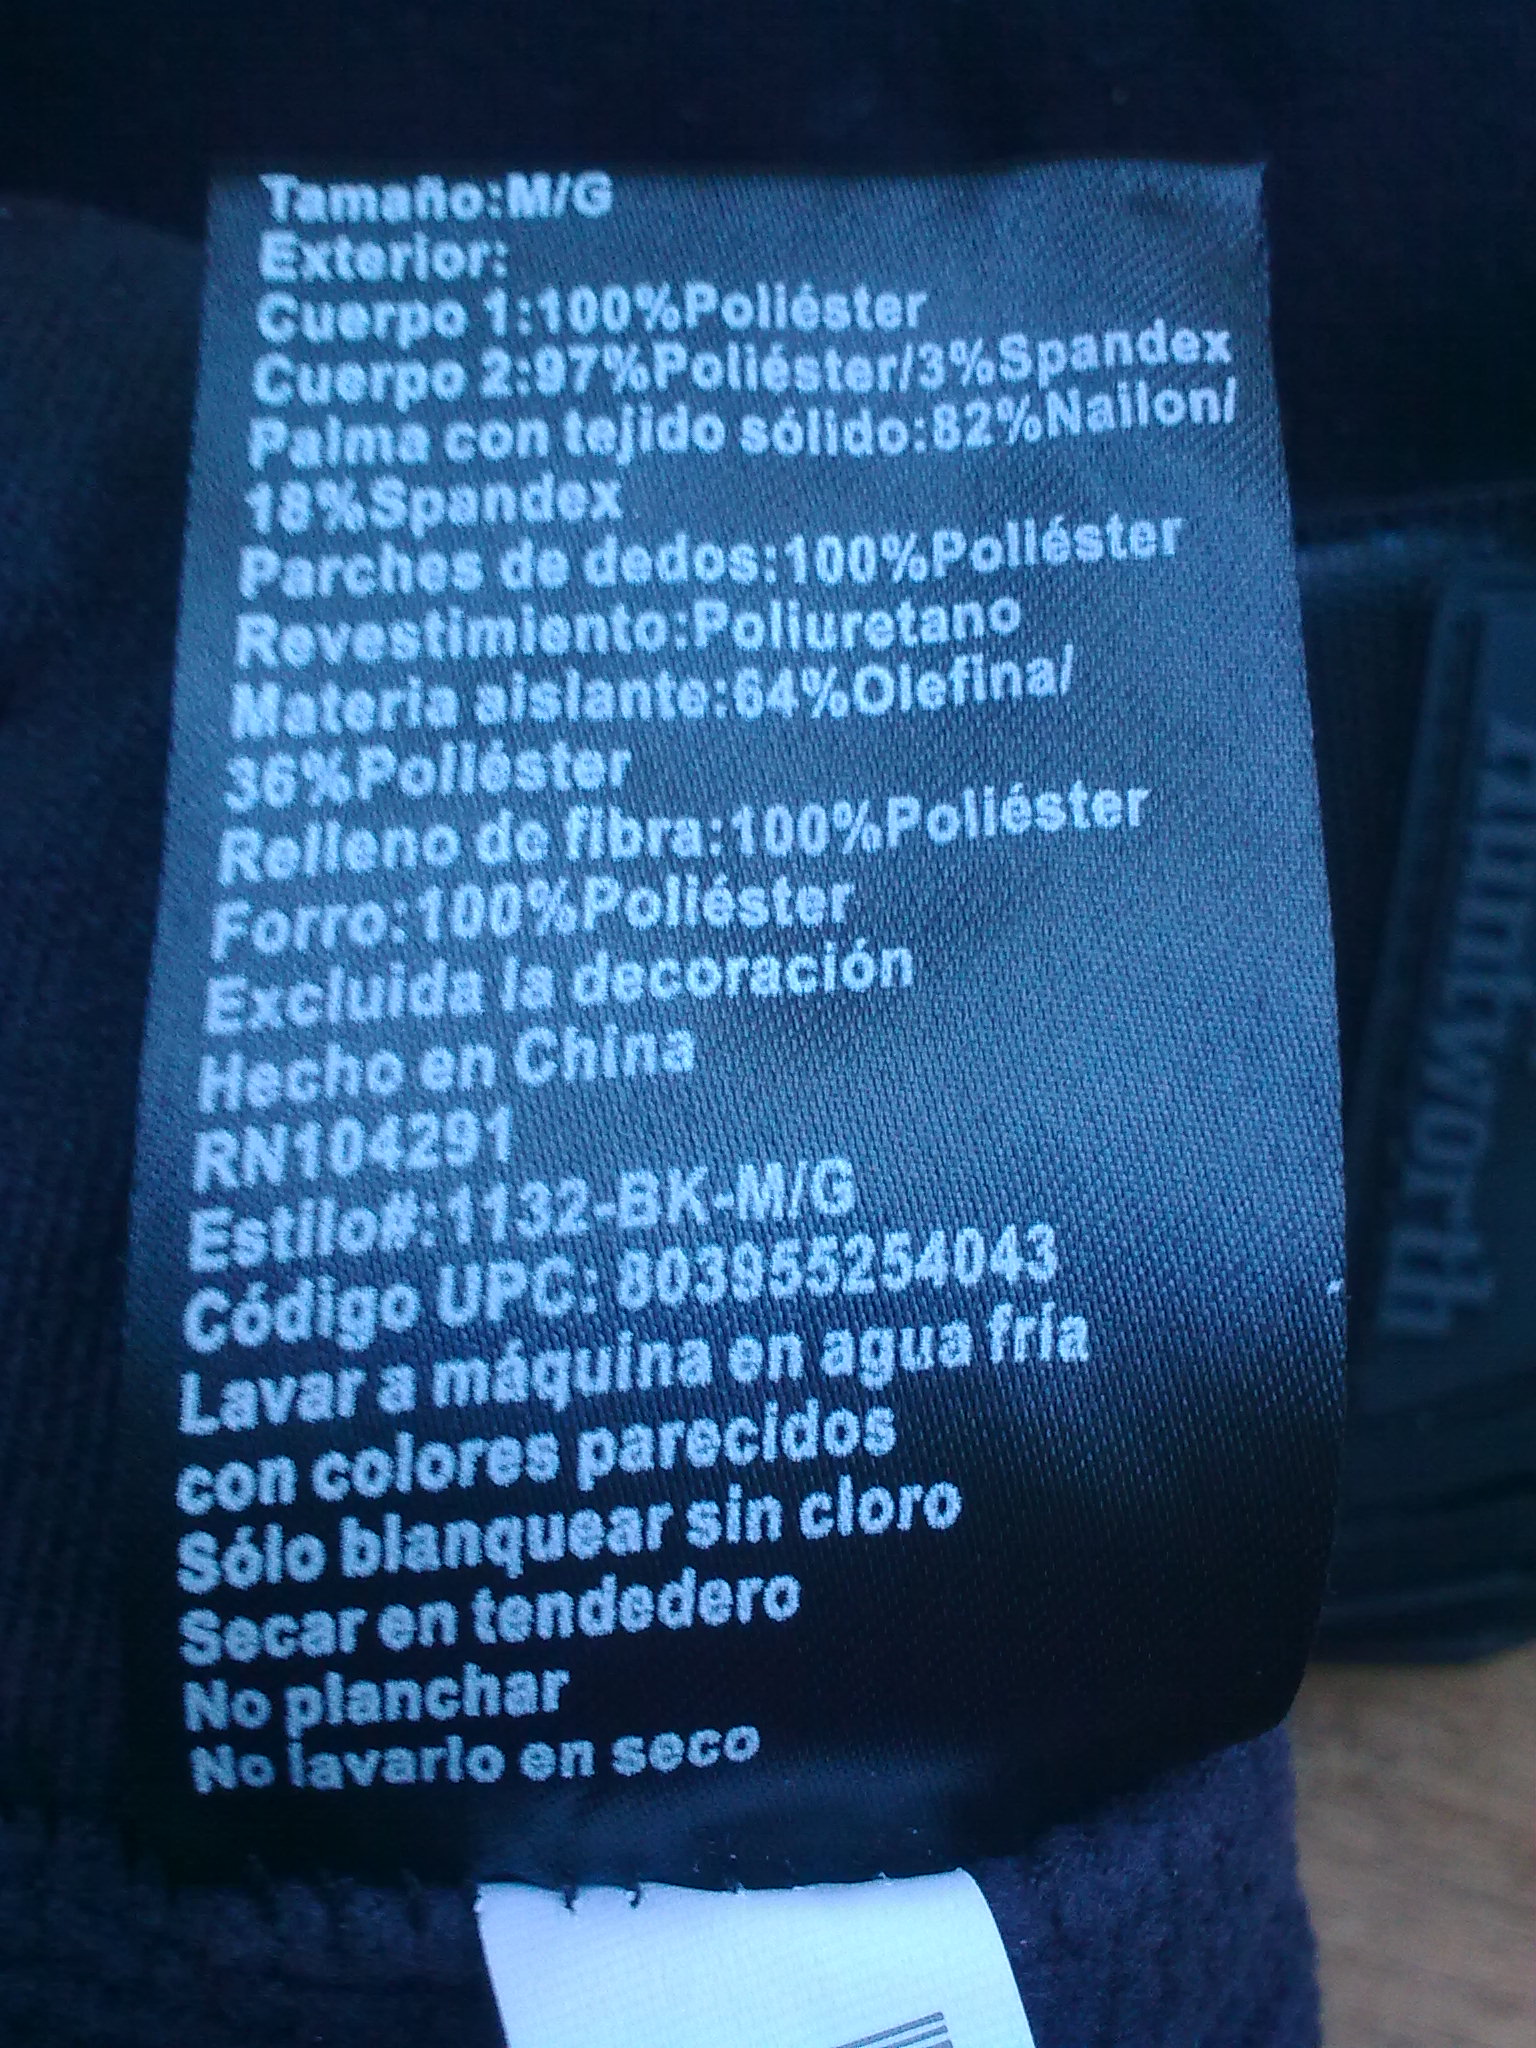 Tamaño:M/G
Exterior:
Cuerpo 1:100%Poliéster
Cuerpo 2:97%Poliéster/3%Spandex
Palma con tejido sólido:82%Nailon/
18%Spandex
Parches de dedos:100%Poliéster
Revestimiento:Poliuretano
Materia aislante:64%Olefina/
36%Poliéster
Relleno de fibra:100%Poliéster
Forro:100%Poliéster
Excluida la decoración
Hecho en China
RN104291
Estilo#:1132-BK-M/G
Código UPC: 803955254043
Lavar a máquina en agua fría
con colores parecidos
Sólo blanquear sin cloro
Secar en tendedero
No planchar
No lavarlo en seco